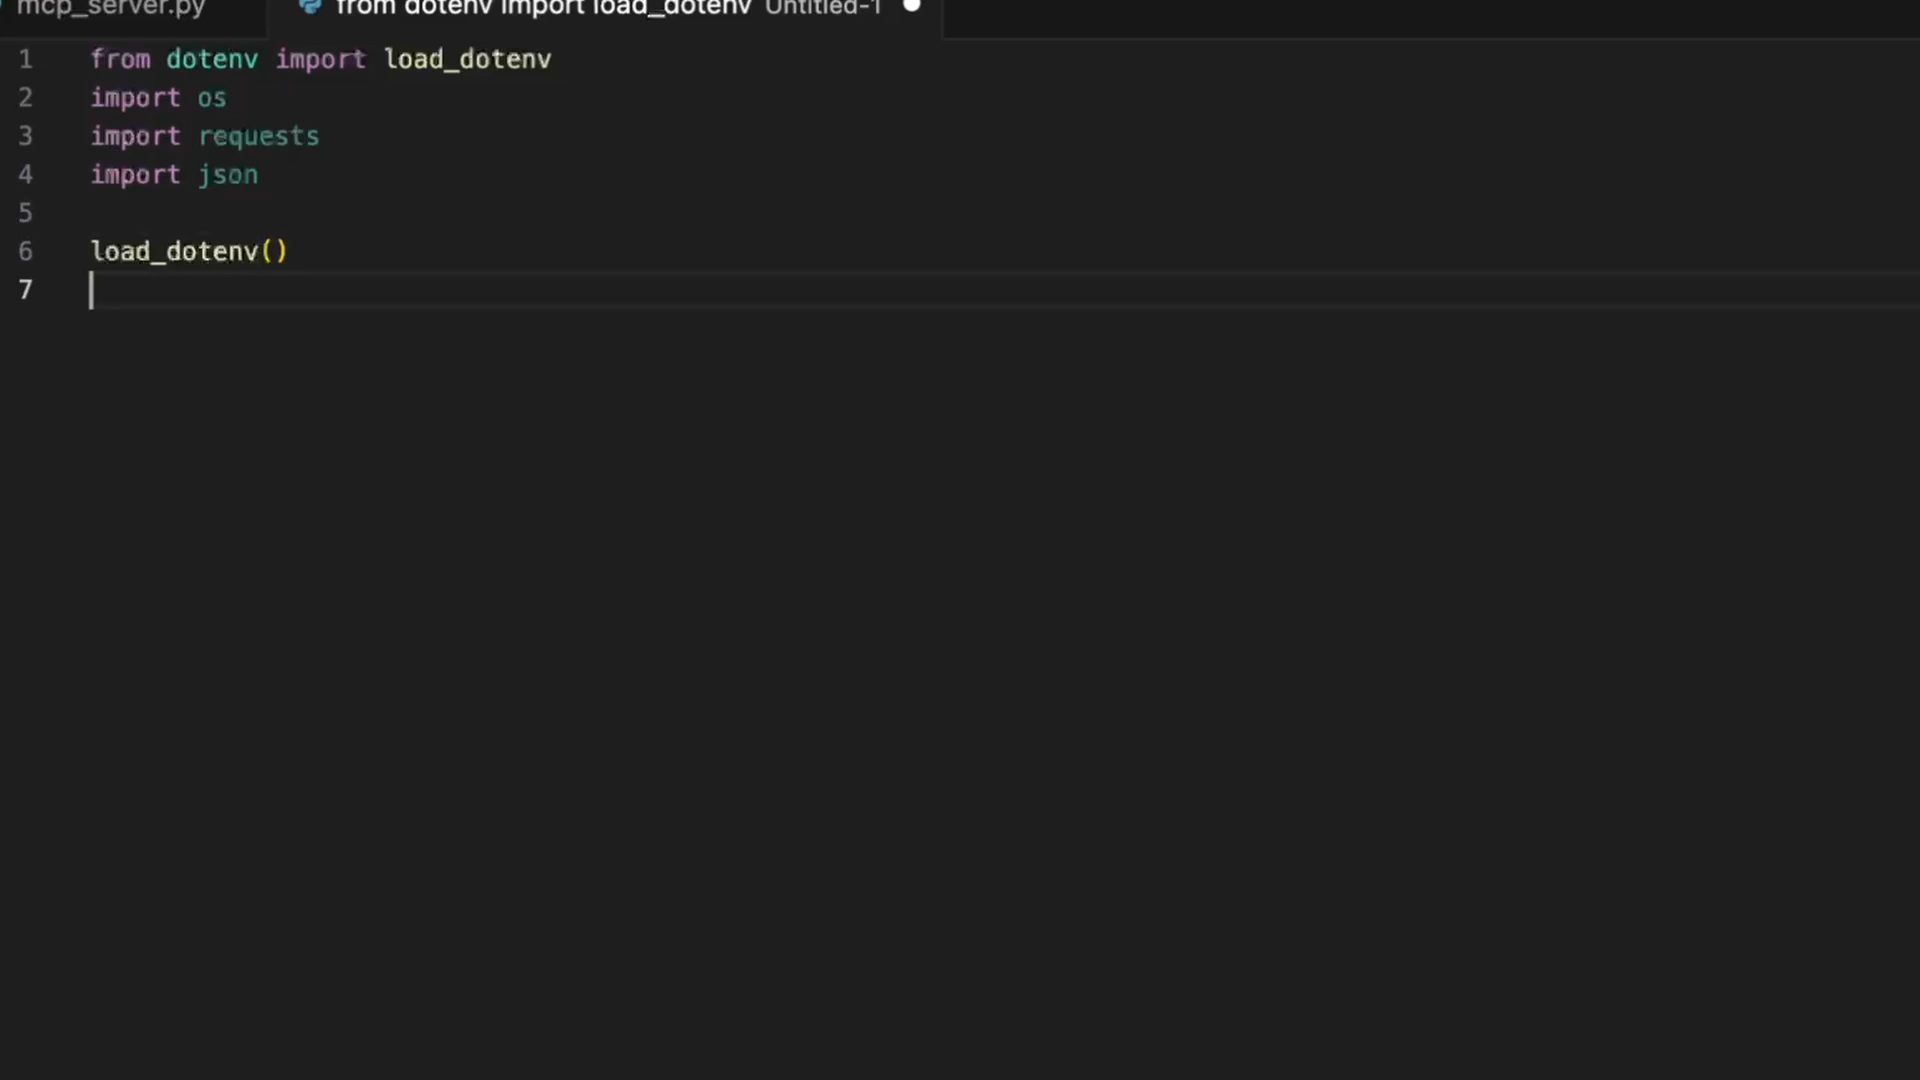 mcp_server.py
from dotenv import load_dotenv Untitled-1
1 from dotenv import load_dotenv
2 import os
3 import requests
4 import json
5
6 load_dotenv()
7